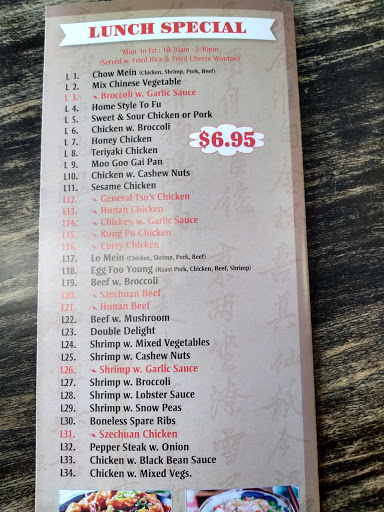 LUNCH SPECIAL
Mon. to Fri.: 10:30am - 3:30pm
(Served w. Fried Rice & Fried Cheese Wonton)
$6.95
L 1. Chow Mein (Chicken, Shrimp, Pork, Beef)
L 2. Mix Chinese Vegetable
L 3. Broccoli w. Garlic Sauce
L 4. Home Style To Fu
L 5. Sweet & Sour Chicken or Pork
L 6. Chicken w. Broccoli
L 7. Honey Chicken
L 8. Teriyaki Chicken
L 9. Moo Goo Gai Pan
L10. Chicken w. Cashew Nuts
L11. Sesame Chicken
L12. General Tso's Chicken
L13. Hunan Chicken
L14. Chicken w. Garlic Sauce
L15. Kung Po Chicken
L16. Curry Chicken
L17. Lo Mein (Chicken, Shrimp, Pork, Beef)
L18. Egg Foo Young (Roast Pork, Chicken, Beef, Shrimp)
L19. Beef w. Broccoli
L20. Szechuan Beef
L21. Hunan Beef
L22. Beef w. Mushroom
L23. Double Delight
L24. Shrimp w. Mixed Vegetables
L25. Shrimp w. Cashew Nuts
L26. Shrimp w. Garlic Sauce
L27. Shrimp w. Broccoli
L28. Shrimp w. Lobster Sauce
L29. Shrimp w. Snow Peas
L30. Boneless Spare Ribs
L31. Szechuan Chicken
L32. Pepper Steak w. Onion
L33. Chicken w. Black Bean Sauce
L34. Chicken w. Mixed Vegs.